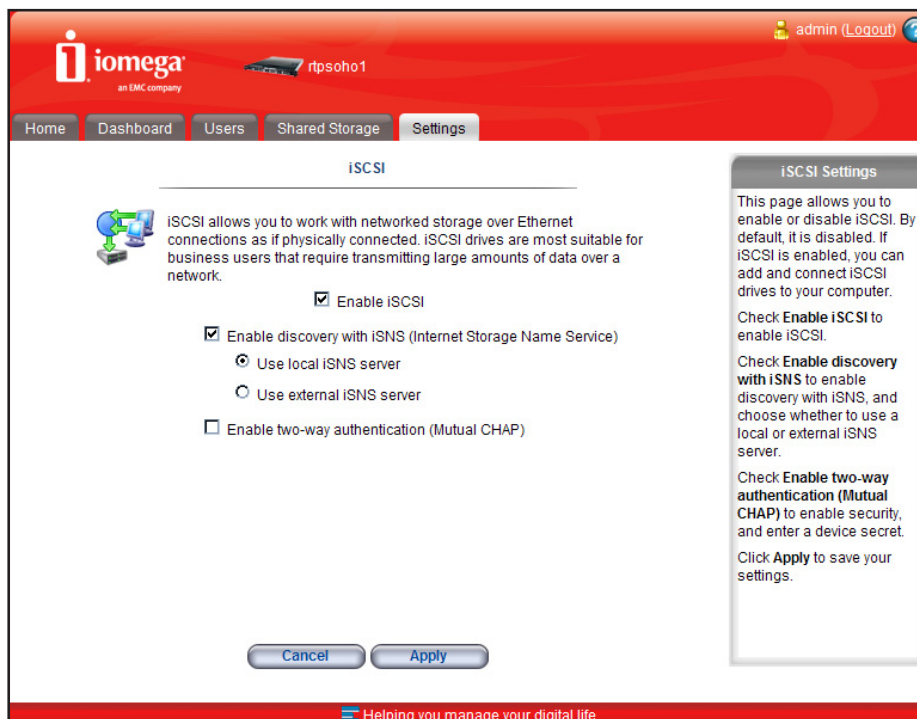 admin (Logout)
iomega
an EMC company
rtpsoho1
Home Dashboard Users Shared Storage Settings
iSCSI
iSCSI allows you to work with networked storage over Ethernet
connections as if physically connected. iSCSI drives are most suitable for
business users that require transmitting large amounts of data over a
network.
Enable iSCSI
Enable discovery with iSNS (Internet Storage Name Service)
Use local iSNS server
Use external iSNS server
Enable two-way authentication (Mutual CHAP)
Cancel Apply
iSCSI Settings
This page allows you to
enable or disable iSCSI. By
default, it is disabled. If
iSCSI is enabled, you can
add and connect iSCSI
drives to your computer.
Check Enable iSCSI to
enable iSCSI.
Check Enable discovery
with iSNS to enable
discovery with iSNS, and
choose whether to use a
local or external iSNS
server.
Check Enable two-way
authentication (Mutual
CHAP) to enable security,
and enter a device secret.
Click Apply to save your
settings.
Helping you manage your digital life